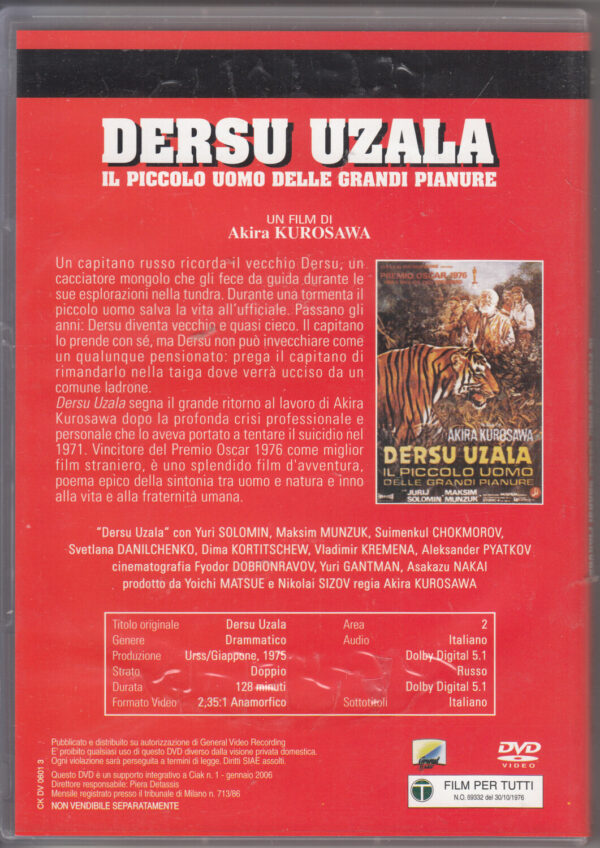 DERSU UZALA
IL PICCOLO UOMO DELLE GRANDI PIANURE
UN FILM DI
Akira KUROSAWA
Un capitano russo ricorda il vecchio Dersu, un
cacciatore mongolo che gli fece da guida durante le
sue esplorazioni nella tundra. Durante una tormenta il
piccolo uomo salva la vita all'ufficiale. Passano gli
anni: Dersu diventa vecchio e quasi cieco. Il capitano
lo prende con sé, ma Dersu non può invecchiare come
un qualunque pensionato: prega il capitano di
rimandarlo nella taiga dove verrà ucciso da un
comune ladrone.
Dersu Uzala segna il grande ritorno al lavoro di Akira
Kurosawa dopo la profonda crisi professionale e
personale che lo aveva portato a tentare il suicidio nel
1971. Vincitore del Premio Oscar 1976 come miglior
film straniero, è uno splendido film d'avventura,
poema epico della sintonia tra uomo e natura e inno
alla vita e alla fraternità umana.
PREMIO OSCAR 1976
AKIRA KUROSAWA
DERSU UZALA
IL PICCOLO UOMO
DELLE GRANDI PIANURE
JURIJ SOLOMIN
MAKSIM MUNZUK
"Dersu Uzala" con Yuri SOLOMIN, Maksim MUNZUK, Suimenkul CHOKMOROV,
Svetlana DANILCHENKO, Dima KORTITSCHEW, Vladimir KREMENA, Aleksander PYATKOV
cinematografia Fyodor DOBRONRAVOV, Yuri GANTMAN, Asakazu NAKAI
prodotto da Yoichi MATSUE e Nikolai SIZOV regia Akira KUROSAWA
Titolo originale Dersu Uzala Area 2
Genere Drammatico Audio Italiano
Produzione Urss/Giappone, 1975 Dolby Digital 5.1
Strato Doppio Russo
Durata 128 minuti Dolby Digital 5.1
Formato Video 2,35:1 Anamorfico Sottotitoli Italiano
Pubblicato e distribuito su autorizzazione di General Video Recording
E' proibito qualsiasi uso di questo DVD diverso dalla visione privata domestica.
Ogni violazione sarà perseguita a termini di legge. Diritti SIAE assolti.
Questo DVD è un supporto integrativo a Ciak n. 1 - gennaio 2006
Direttore responsabile: Piera Detassis
Mensile registrato presso il tribunale di Milano n. 713/86
NON VENDIBILE SEPARATAMENTE
CK DV 0601 3
DVD
VIDEO
T
FILM PER TUTTI
N.O. 69332 del 30/10/1976